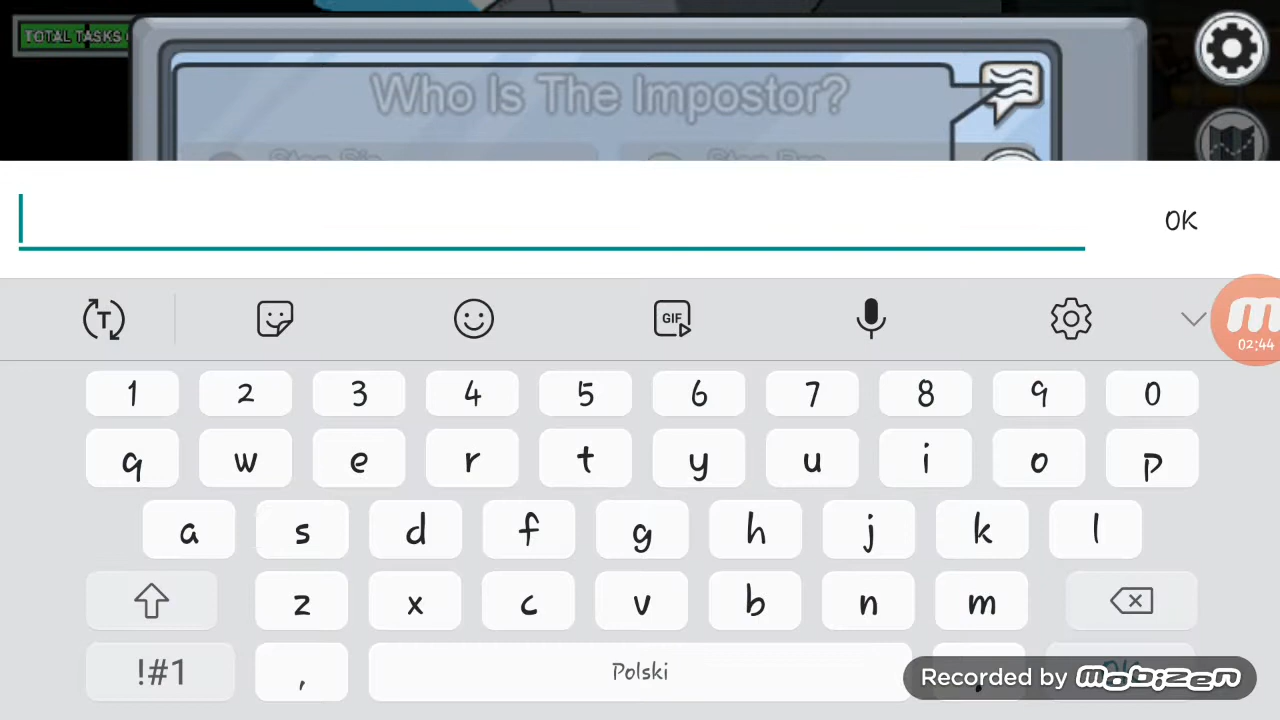 TOTAL TASKS
Who Is The Impostor?
OK
T
GIF
02:44
1 2 3 4 5 6 7 8 9 0
q w e r t y u i o p
a s d f g h j k l
z x c v b n m
!#1 , Polski .
Recorded by mobizen